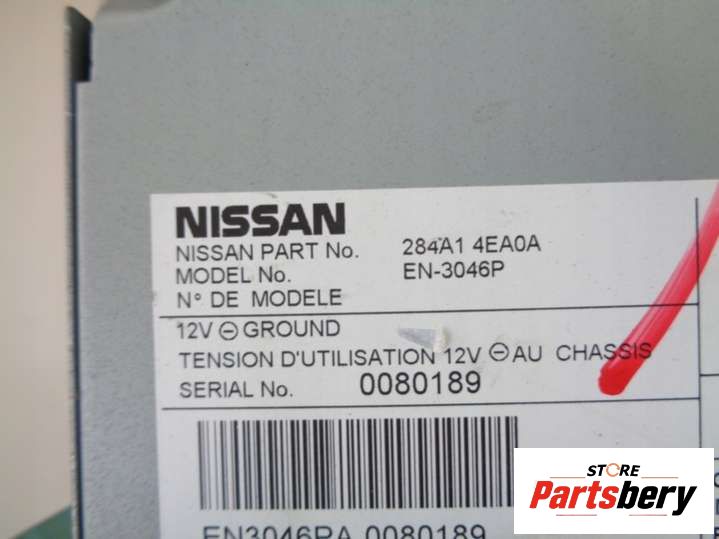 NISSAN
NISSAN PART No. 284A1 4EA0A
MODEL No. EN-3046P
N° DE MODELE
12V ⊖ GROUND
TENSION D'UTILISATION 12V ⊖ AU CHASSIS
SERIAL No. 0080189
EN3046PA 0080189
STORE
Partsbery